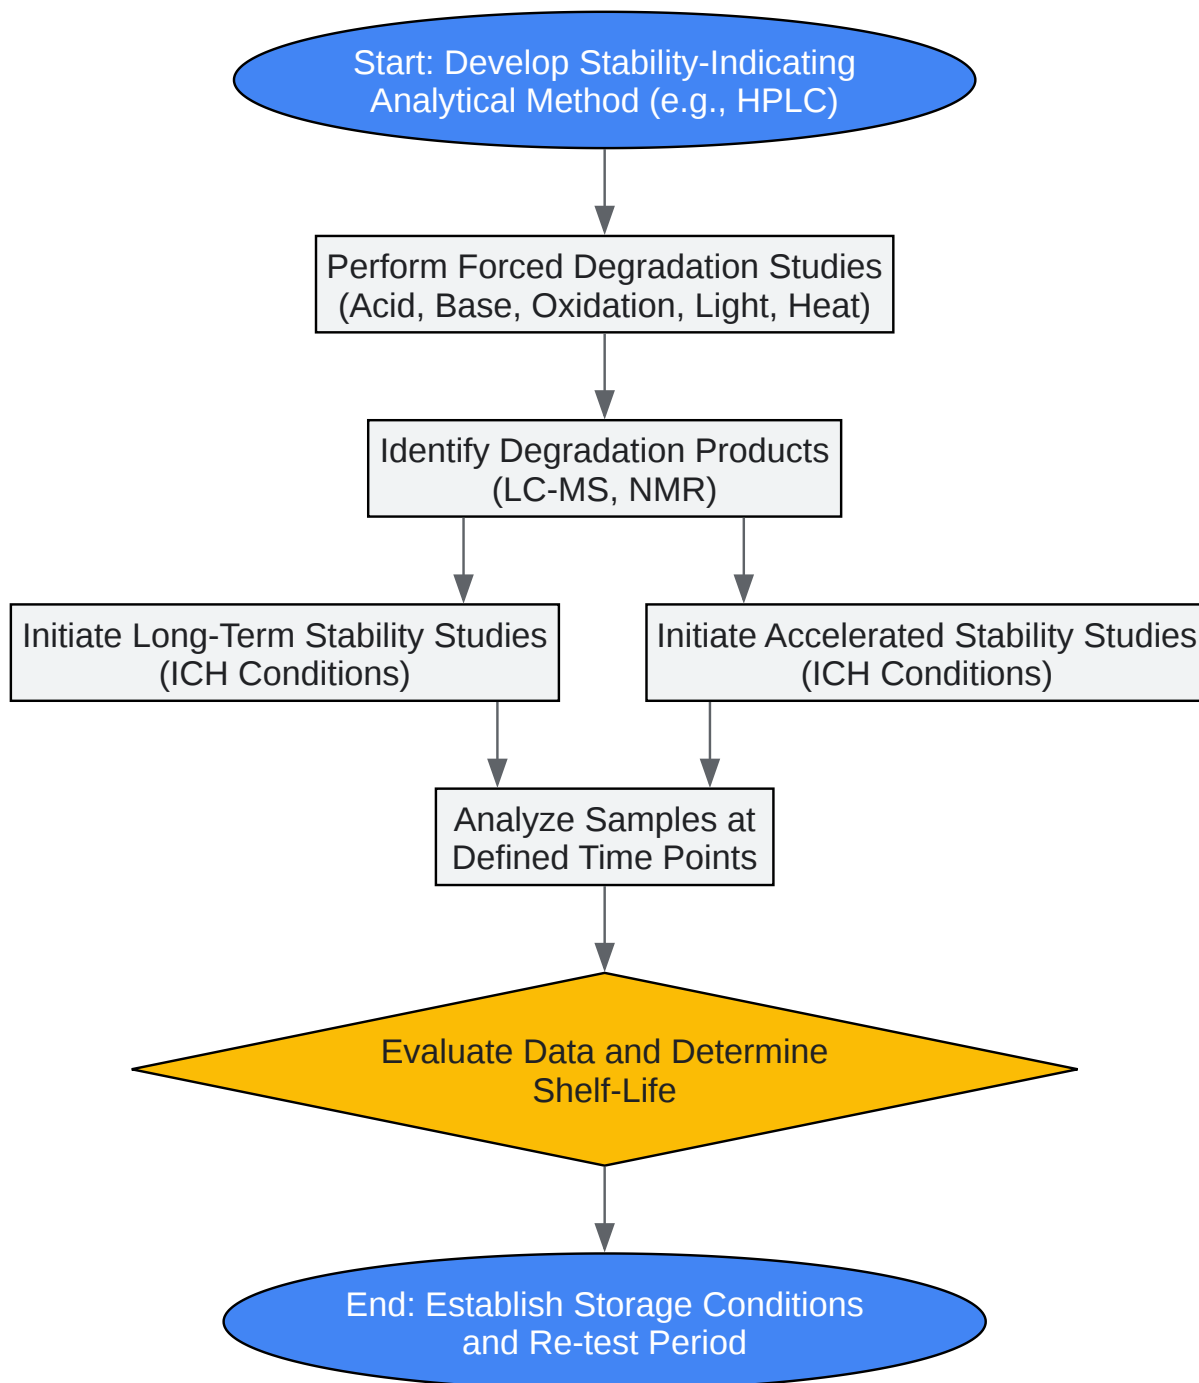 Start: Develop Stability-Indicating
Analytical Method (e.g., HPLC)
Perform Forced Degradation Studies
(Acid, Base, Oxidation, Light, Heat)
Identify Degradation Products
(LC-MS, NMR)
Initiate Long-Term Stability Studies
(ICH Conditions)
Initiate Accelerated Stability Studies
(ICH Conditions)
Analyze Samples at
Defined Time Points
Evaluate Data and Determine
Shelf-Life
End: Establish Storage Conditions
and Re-test Period